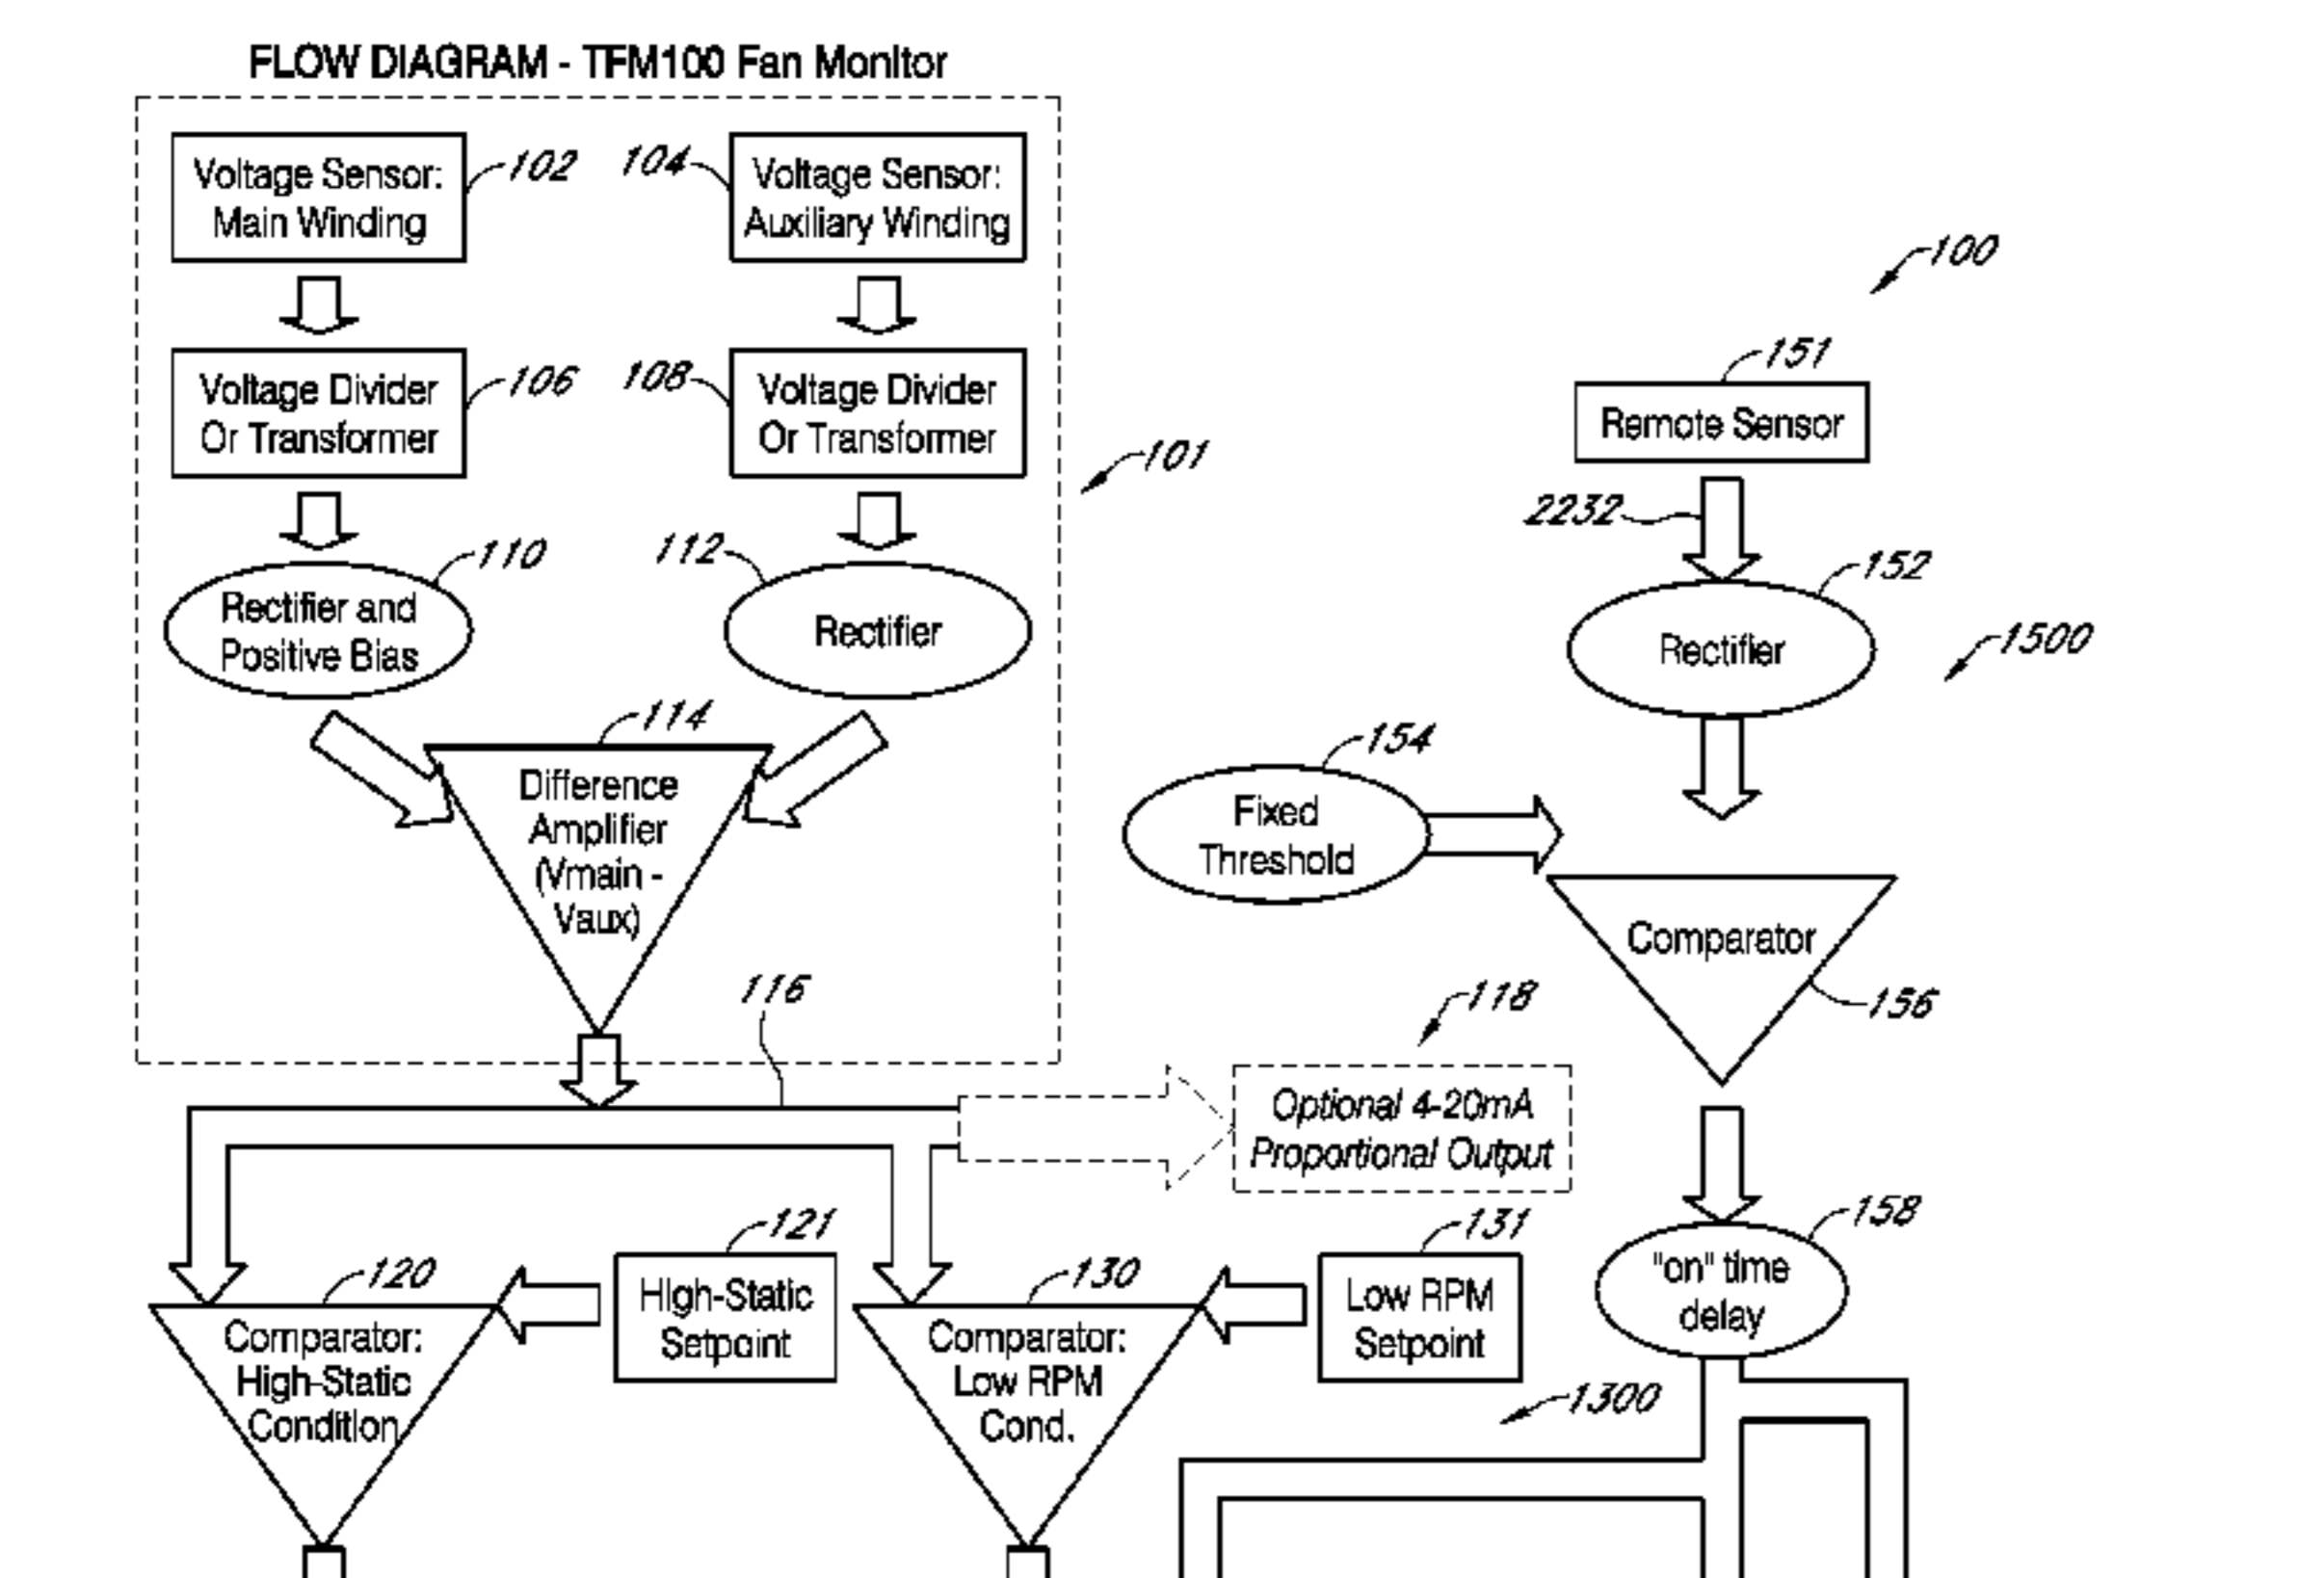 FLOW DIAGRAM - TFM100 Fan Monitor
Voltage Sensor:
Main Winding
102
104
Voltage Sensor:
Auxiliary Winding
100
Voltage Divider
Or Transformer
106
108
Voltage Divider
Or Transformer
101
151
Remote Sensor
2232
110
Rectifier and
Positive Bias
112
Rectifier
152
Rectifier
1500
114
Difference
Amplifier
(Vmain -
Vaux)
154
Fixed
Threshold
Comparator
156
116
118
Optional 4-20mA
Proportional Output
120
Comparator:
High-Static
Condition
121
High-Static
Setpoint
130
Comparator:
Low RPM
Cond.
131
Low RPM
Setpoint
158
"on" time
delay
1300